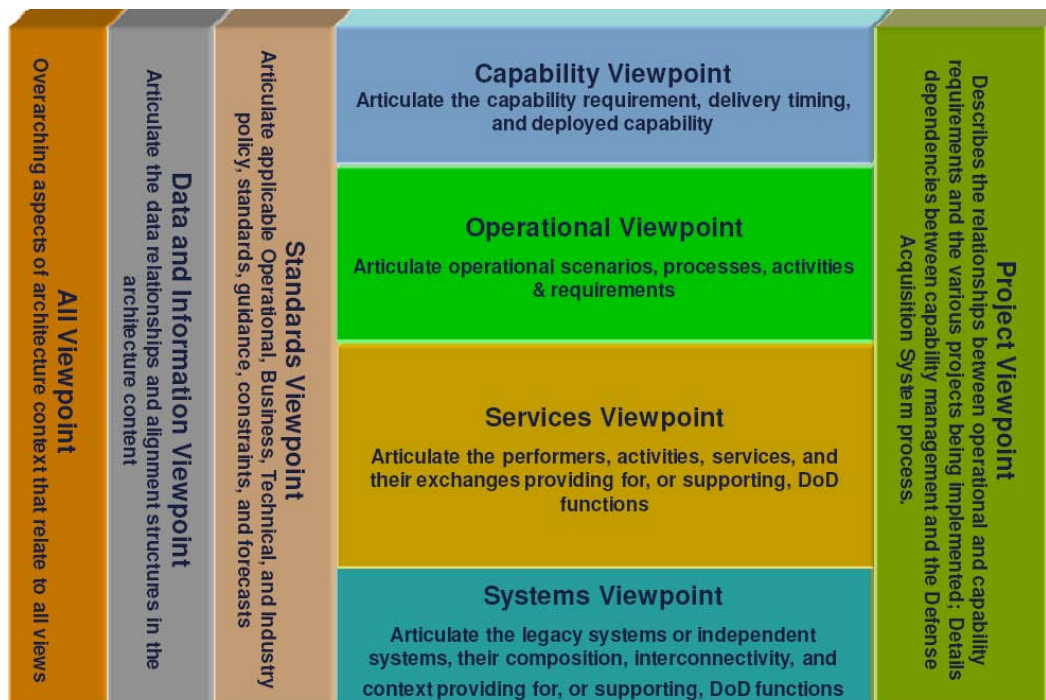 All Viewpoint
Overarching aspects of architecture context that relate to all views
Data and Information Viewpoint
Articulate the data relationships and alignment structures in the
architecture content
Standards Viewpoint
Articulate applicable Operational, Business, Technical, and Industry
policy, standards, guidance, constraints, and forecasts
Capability Viewpoint
Articulate the capability requirement, delivery timing,
and deployed capability
Operational Viewpoint
Articulate operational scenarios, processes, activities
& requirements
Services Viewpoint
Articulate the performers, activities, services, and
their exchanges providing for, or supporting, DoD
functions
Systems Viewpoint
Articulate the legacy systems or independent
systems, their composition, interconnectivity, and
context providing for, or supporting, DoD functions
Project Viewpoint
Describes the relationships between operational and capability
requirements and the various projects being implemented; Details
dependencies between capability management and the Defense
Acquisition System process.